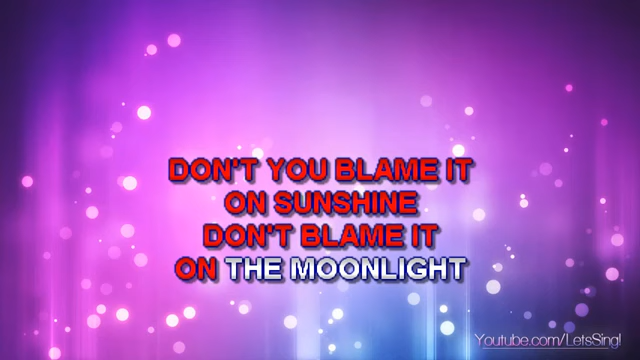 DON'T YOU BLAME IT
ON SUNSHINE
DON'T BLAME IT
ON THE MOONLIGHT
Youtube.com/LetsSing!